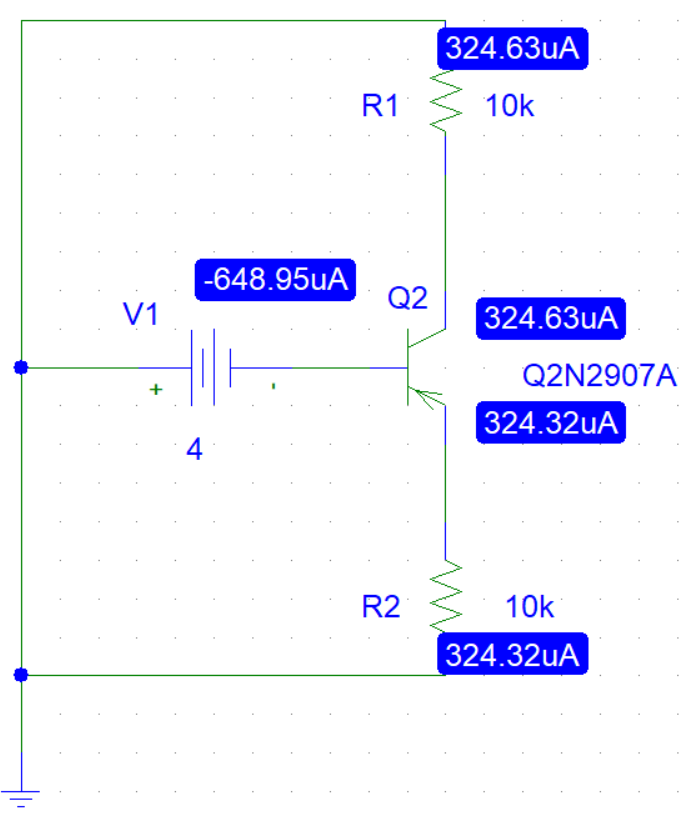 324.63uA
R1 10k
-648.95uA
V1 Q2
324.63uA
Q2N2907A
+ -
324.32uA
4
R2 10k
324.32uA